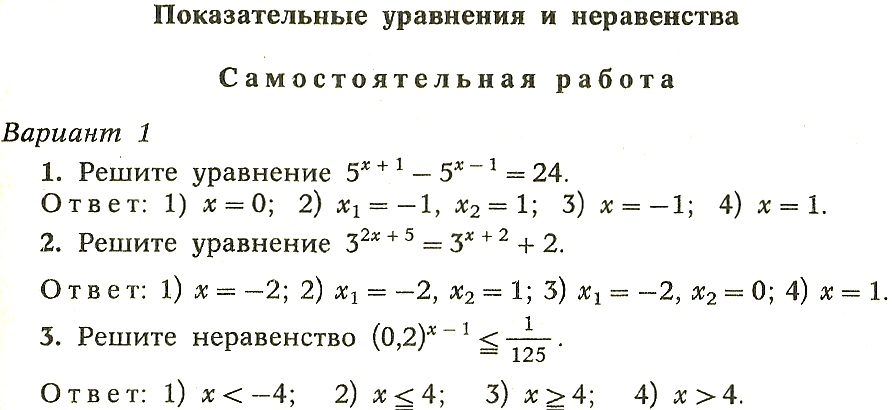 Показательные уравнения и неравенства
Самостоятельная работа
Вариант 1
1. Решите уравнение 5^{x + 1} − 5^{x − 1} = 24.
Ответ: 1) x = 0; 2) x₁ = −1, x₂ = 1; 3) x = −1; 4) x = 1.
2. Решите уравнение 3^{2x + 5} = 3^{x + 2} + 2.
Ответ: 1) x = −2; 2) x₁ = −2, x₂ = 1; 3) x₁ = −2, x₂ = 0; 4) x = 1.
3. Решите неравенство (0,2)^{x − 1} ≦ 1/125.
Ответ: 1) x < −4; 2) x ≤ 4; 3) x ≥ 4; 4) x > 4.